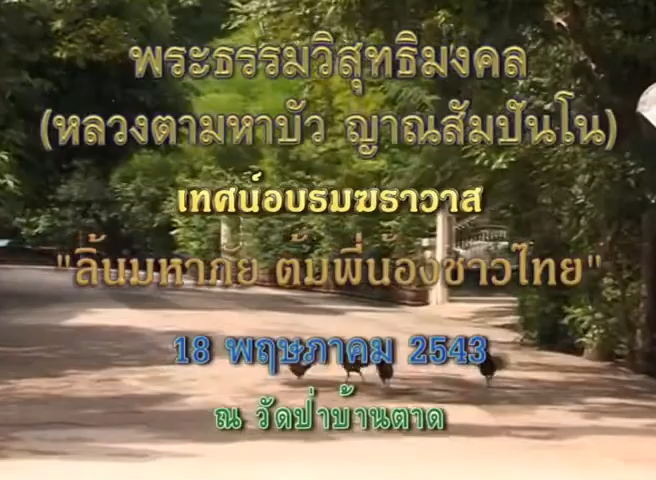 พระธรรมวิสุทธิมงคล
(หลวงตามหาบัว ญาณสัมปันโน)
เทศน์อบรมฆราวาส
"ลิ้นมหาภัย ต้มพี่น้องชาวไทย"
18 พฤษภาคม 2543
ณ วัดป่าบ้านตาด